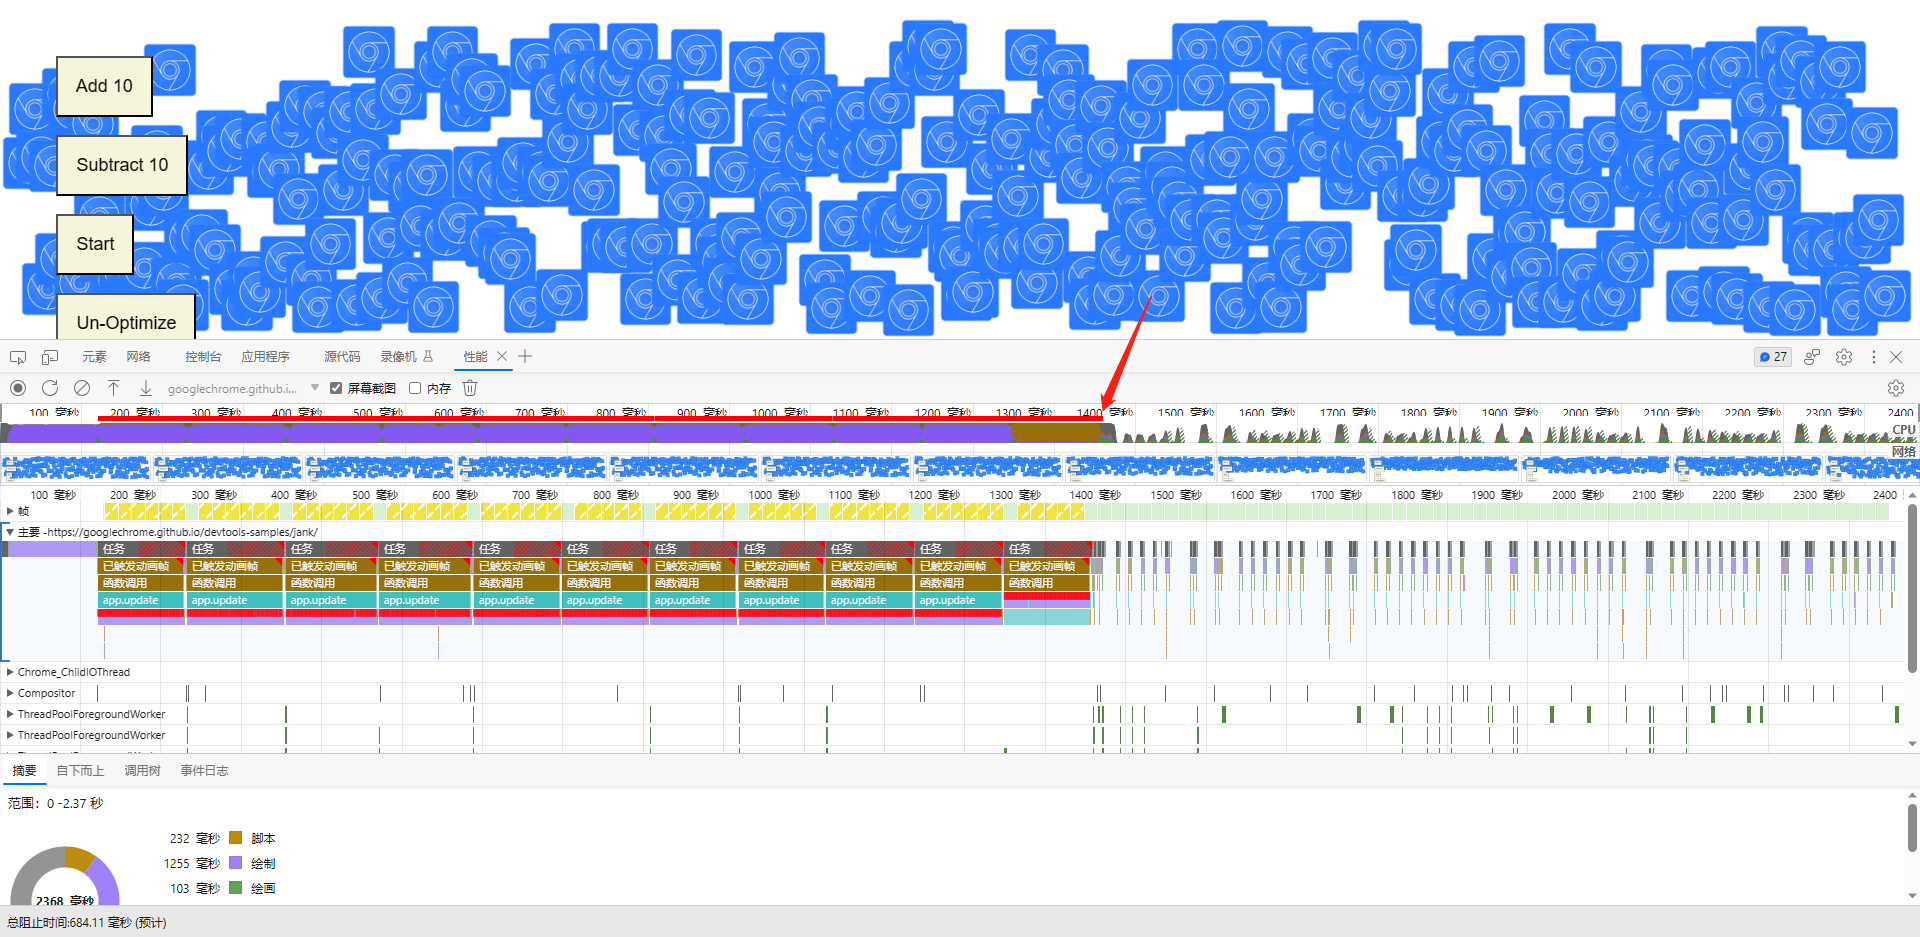 Add 10
Subtract 10
Start
Un-Optimize
元素 网络 控制台 应用程序 源代码 录像机 性能
27
googlechrome.github.i... 屏幕截图 内存
100 毫秒 200 毫秒 300 毫秒 400 毫秒 500 毫秒 600 毫秒 700 毫秒 800 毫秒 900 毫秒 1000 毫秒 1100 毫秒 1200 毫秒 1300 毫秒 1400 毫秒 1500 毫秒 1600 毫秒 1700 毫秒 1800 毫秒 1900 毫秒 2000 毫秒 2100 毫秒 2200 毫秒 2300 毫秒 2400
CPU
网络
100 毫秒 200 毫秒 300 毫秒 400 毫秒 500 毫秒 600 毫秒 700 毫秒 800 毫秒 900 毫秒 1000 毫秒 1100 毫秒 1200 毫秒 1300 毫秒 1400 毫秒 1500 毫秒 1600 毫秒 1700 毫秒 1800 毫秒 1900 毫秒 2000 毫秒 2100 毫秒 2200 毫秒 2300 毫秒 2400
帧
主要 -https://googlechrome.github.io/devtools-samples/jank/
任务 任务 任务 任务 任务 任务 任务 任务 任务 任务 任务
已触发动画帧 已触发动画帧 已触发动画帧 已触发动画帧 已触发动画帧 已触发动画帧 已触发动画帧 已触发动画帧 已触发动画帧 已触发动画帧 已触发动画帧
函数调用 函数调用 函数调用 函数调用 函数调用 函数调用 函数调用 函数调用 函数调用 函数调用 函数调用
app.update app.update app.update app.update app.update app.update app.update app.update app.update app.update
Chrome_ChildIOThread
Compositor
ThreadPoolForegroundWorker
ThreadPoolForegroundWorker
摘要 自下而上 调用树 事件日志
范围: 0 -2.37 秒
232 毫秒 脚本
1255 毫秒 绘制
103 毫秒 绘画
2368 毫秒
总阻止时间:684.11 毫秒 (预计)